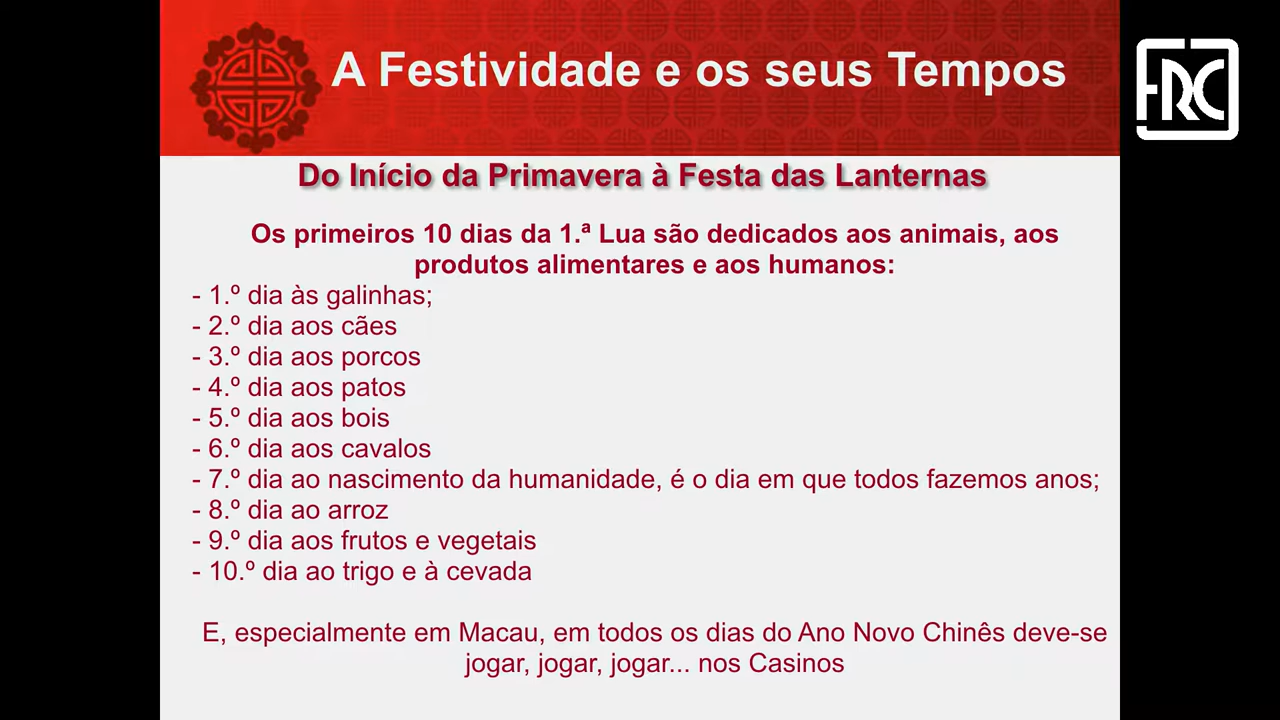 A Festividade e os seus Tempos
FRC
Do Início da Primavera à Festa das Lanternas
Os primeiros 10 dias da 1.ª Lua são dedicados aos animais, aos
produtos alimentares e aos humanos:
- 1.º dia às galinhas;
- 2.º dia aos cães
- 3.º dia aos porcos
- 4.º dia aos patos
- 5.º dia aos bois
- 6.º dia aos cavalos
- 7.º dia ao nascimento da humanidade, é o dia em que todos fazemos anos;
- 8.º dia ao arroz
- 9.º dia aos frutos e vegetais
- 10.º dia ao trigo e à cevada
E, especialmente em Macau, em todos os dias do Ano Novo Chinês deve-se
jogar, jogar, jogar... nos Casinos